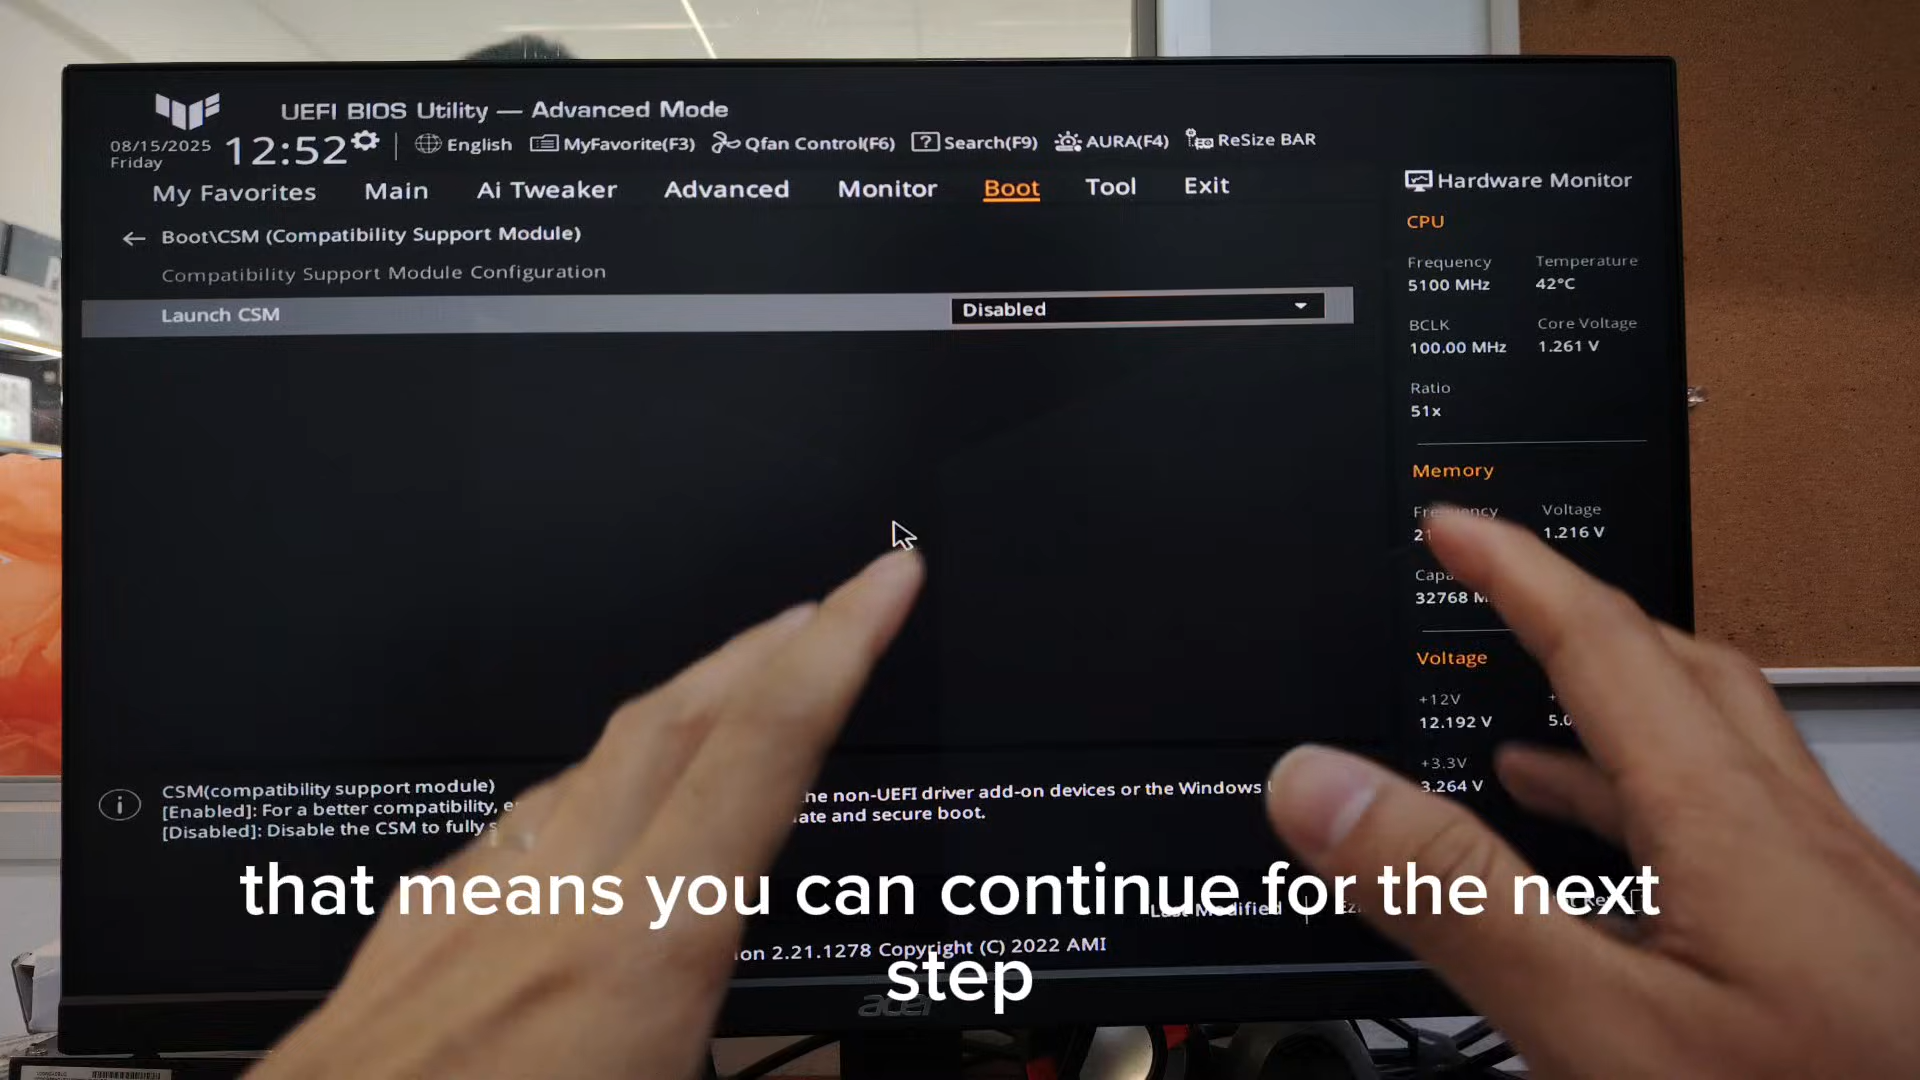 UEFI BIOS Utility — Advanced Mode
08/15/2025
Friday
12:52
English
MyFavorite(F3)
Qfan Control(F6)
? Search(F9)
AURA(F4)
ReSize BAR
My Favorites Main Ai Tweaker Advanced Monitor Boot Tool Exit
← Boot\CSM (Compatibility Support Module)
Compatibility Support Module Configuration
Launch CSM
Disabled
Hardware Monitor
CPU
Frequency Temperature
5100 MHz 42°C
BCLK Core Voltage
100.00 MHz 1.261 V
Ratio
51x
Memory
Frequency Voltage
1.216 V
32768
Voltage
+12V
12.192 V
+3.3V
3.264 V
i
CSM(compatibility support module)
[Enabled]: For a better compatibility, he non-UEFI driver add-on devices or the Windows
[Disabled]: Disable the CSM to fully and secure boot.
Last Modified
2.21.1278 Copyright (C) 2022 AMI
acer
that means you can continue for the next
step